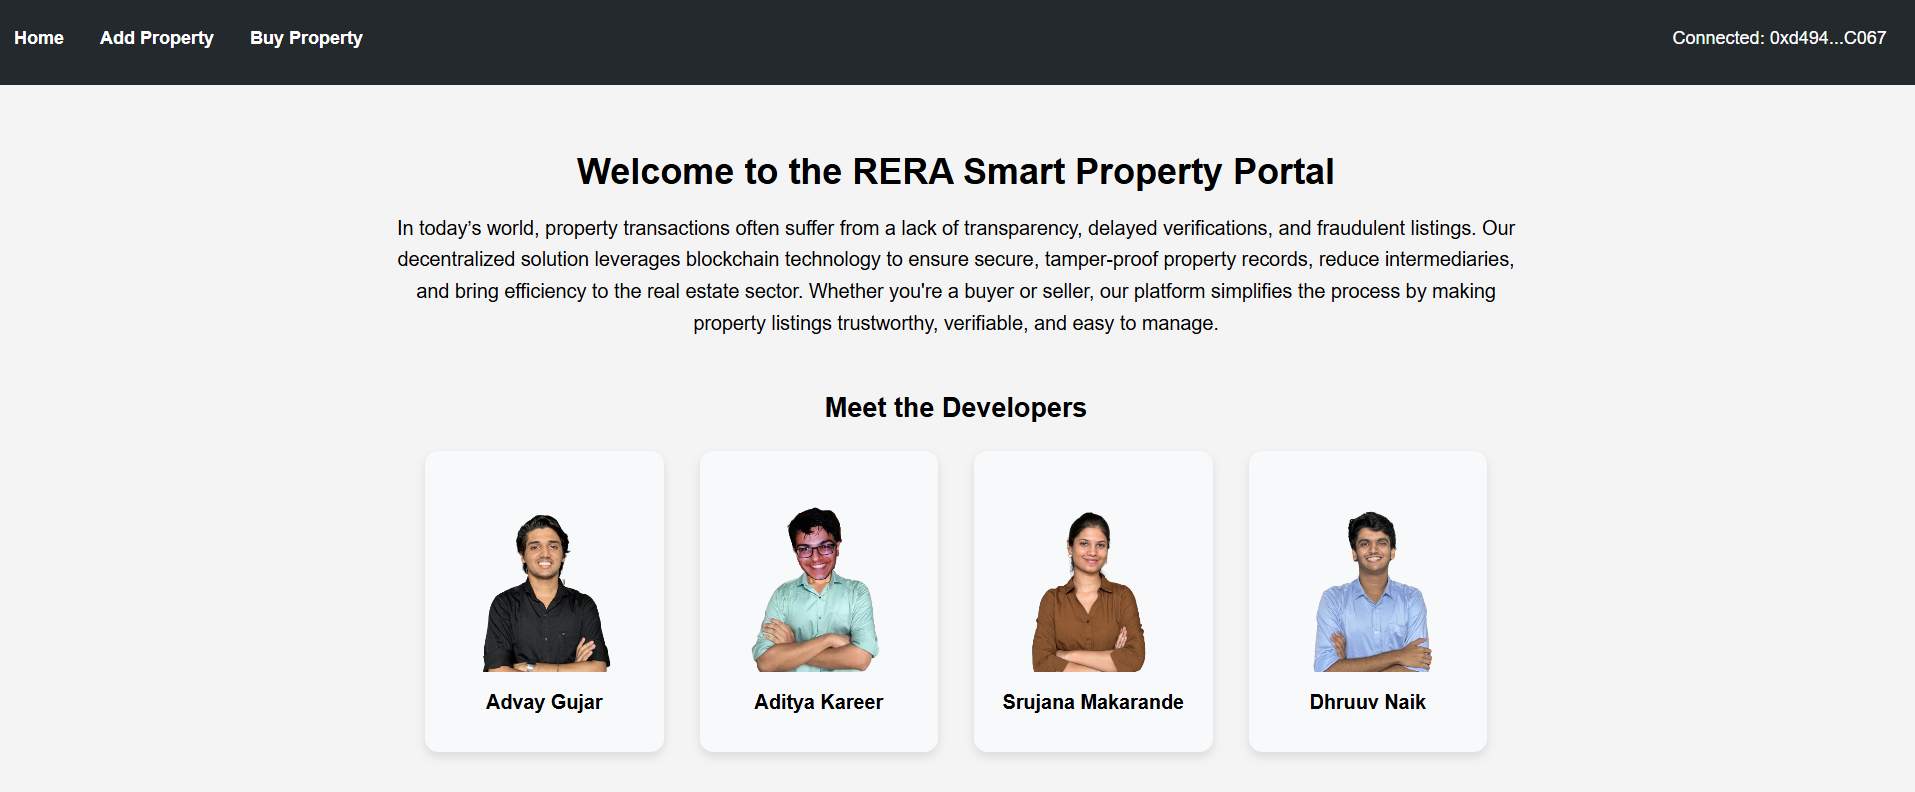 Home Add Property Buy Property Connected: 0xd494...C067
Welcome to the RERA Smart Property Portal
In today’s world, property transactions often suffer from a lack of transparency, delayed verifications, and fraudulent listings. Our
decentralized solution leverages blockchain technology to ensure secure, tamper-proof property records, reduce intermediaries,
and bring efficiency to the real estate sector. Whether you're a buyer or seller, our platform simplifies the process by making
property listings trustworthy, verifiable, and easy to manage.
Meet the Developers
Advay Gujar
Aditya Kareer
Srujana Makarande
Dhruuv Naik